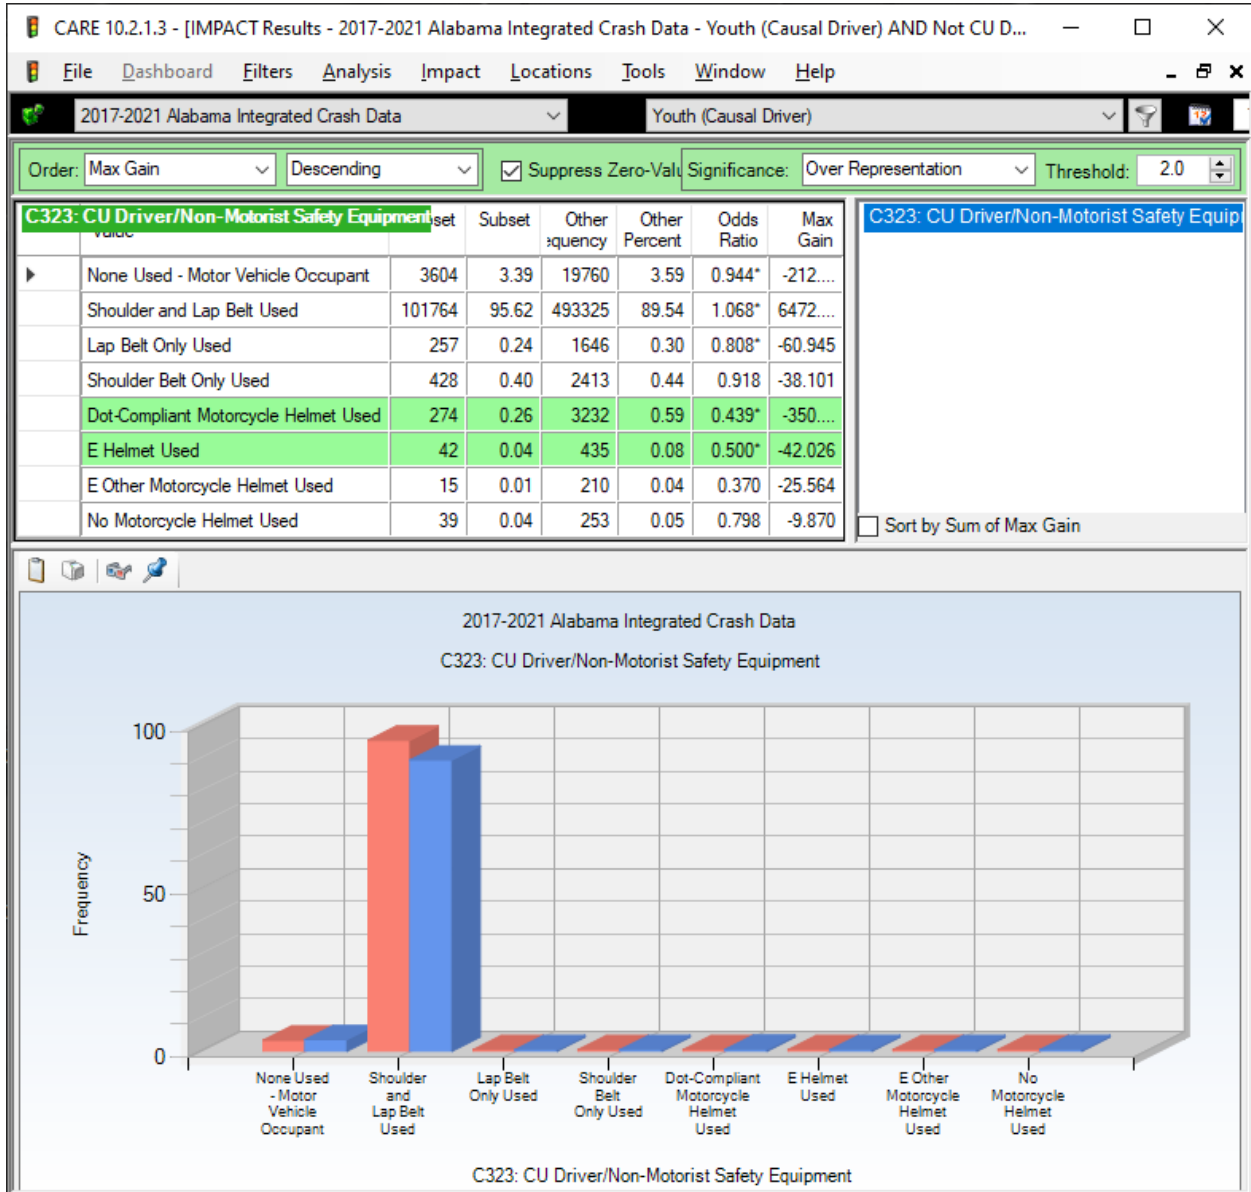 CARE 10.2.1.3 - [IMPACT Results - 2017-2021 Alabama Integrated Crash Data - Youth (Causal Driver) AND Not CU D...
File Dashboard Filters Analysis Impact Locations Tools Window Help
2017-2021 Alabama Integrated Crash Data Youth (Causal Driver)
Order: Max Gain Descending Suppress Zero-Valu Significance: Over Representation Threshold: 2.0
C323: CU Driver/Non-Motorist Safety Equipment set Subset Other equency Other Percent Odds Ratio Max Gain
None Used - Motor Vehicle Occupant 3604 3.39 19760 3.59 0.944* -212....
Shoulder and Lap Belt Used 101764 95.62 493325 89.54 1.068* 6472....
Lap Belt Only Used 257 0.24 1646 0.30 0.808* -60.945
Shoulder Belt Only Used 428 0.40 2413 0.44 0.918 -38.101
Dot-Compliant Motorcycle Helmet Used 274 0.26 3232 0.59 0.439* -350....
E Helmet Used 42 0.04 435 0.08 0.500* -42.026
E Other Motorcycle Helmet Used 15 0.01 210 0.04 0.370 -25.564
No Motorcycle Helmet Used 39 0.04 253 0.05 0.798 -9.870
C323: CU Driver/Non-Motorist Safety Equip
Sort by Sum of Max Gain
2017-2021 Alabama Integrated Crash Data
C323: CU Driver/Non-Motorist Safety Equipment
Frequency
100
50
0
None Used - Motor Vehicle Occupant
Shoulder and Lap Belt Used
Lap Belt Only Used
Shoulder Belt Only Used
Dot-Compliant Motorcycle Helmet Used
E Helmet Used
E Other Motorcycle Helmet Used
No Motorcycle Helmet Used
C323: CU Driver/Non-Motorist Safety Equipment